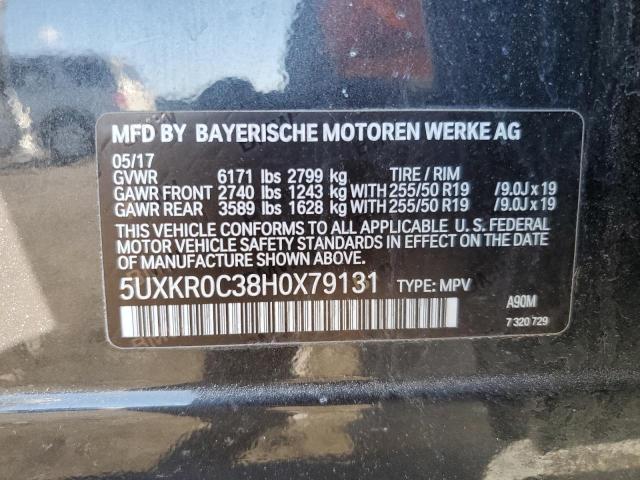 MFD BY BAYERISCHE MOTOREN WERKE AG
05/17
GVWR 6171 lbs 2799 kg TIRE / RIM
GAWR FRONT 2740 lbs 1243 kg WITH 255/50 R19 /9.0J x 19
GAWR REAR 3589 lbs 1628 kg WITH 255/50 R19 /9.0J x 19
THIS VEHICLE CONFORMS TO ALL APPLICABLE U.S. FEDERAL
MOTOR VEHICLE SAFETY STANDARDS IN EFFECT ON THE DATE
OF MANUFACTURE SHOWN ABOVE.
5UXKR0C38H0X79131 TYPE: MPV
A90M
7 320 729